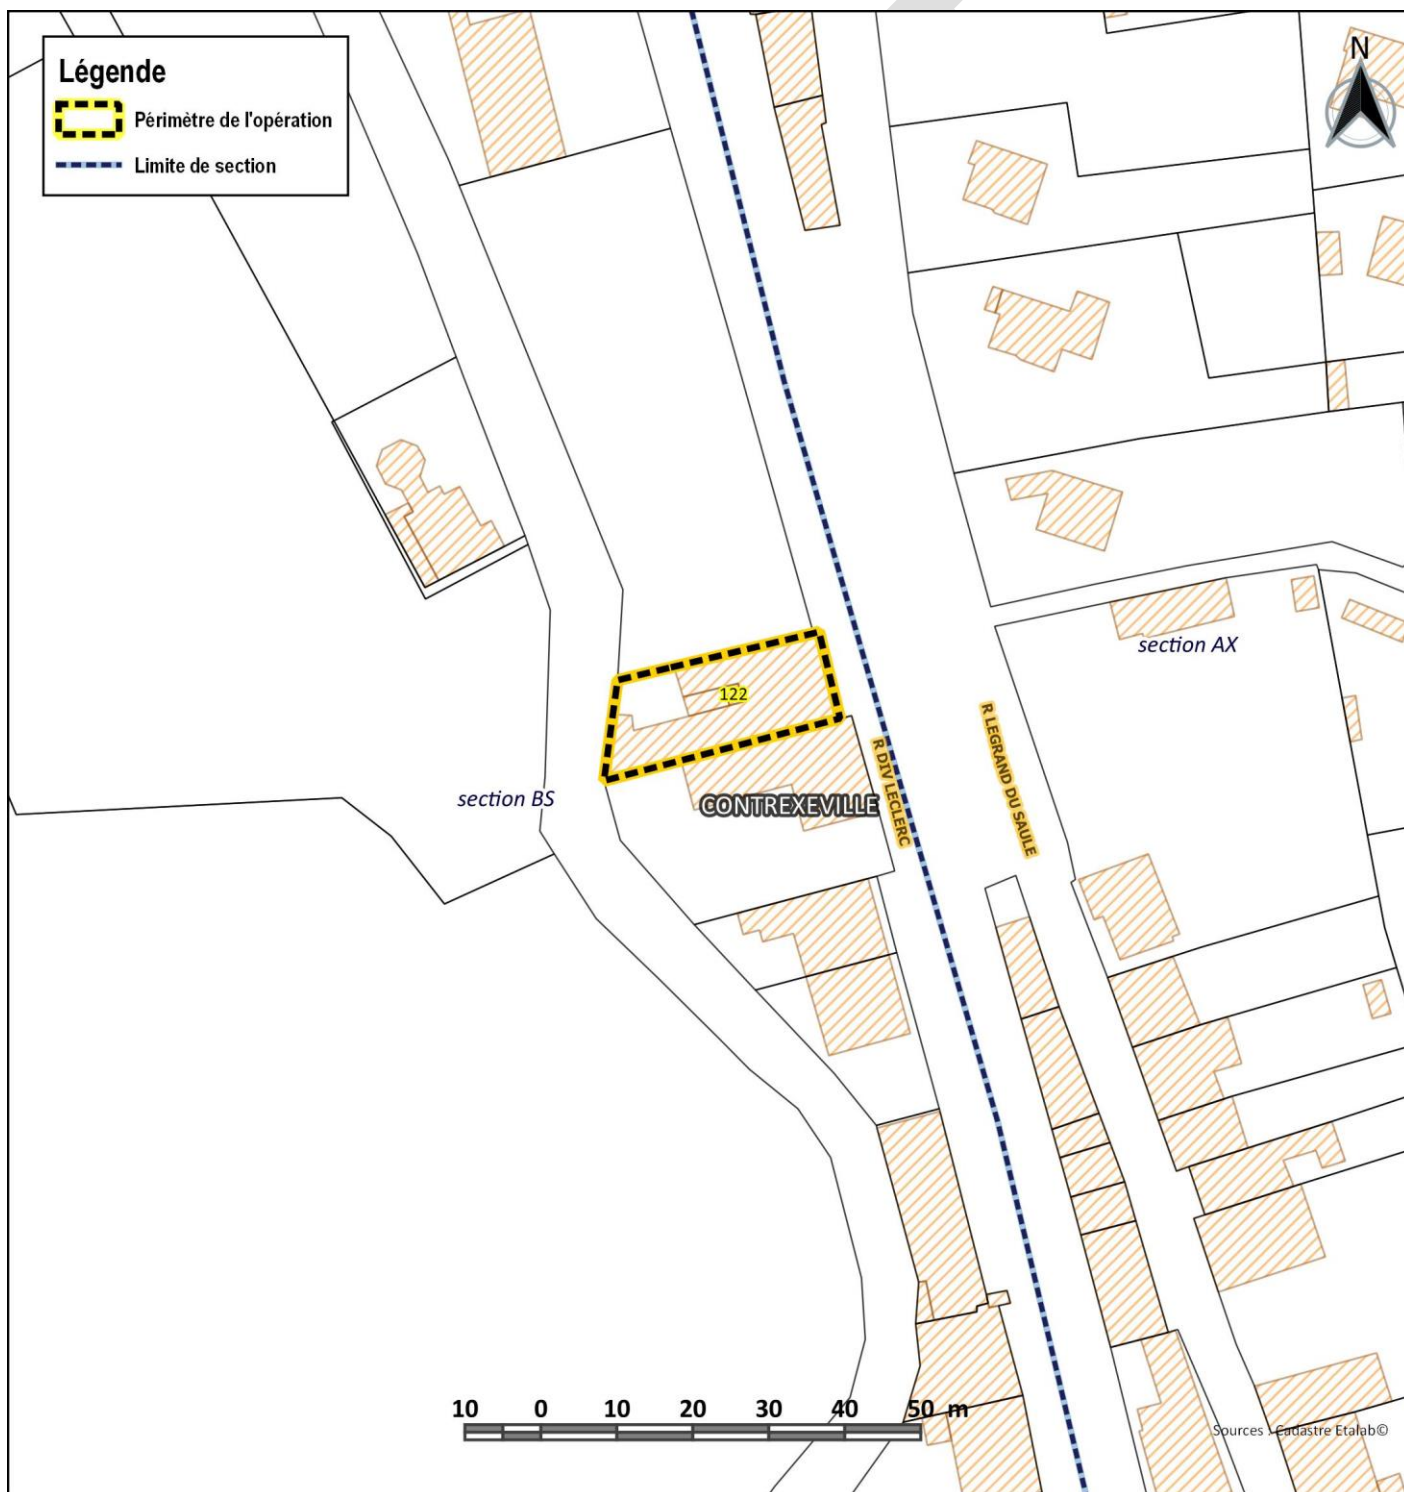 Légende
Périmètre de l'opération
Limite de section
N
section AX
122
R LEGRAND DU SAULE
R DIV LECLERC
section BS
CONTREXEVILLE
10 0 10 20 30 40 50 m
Sources : Cadastre Etalab©